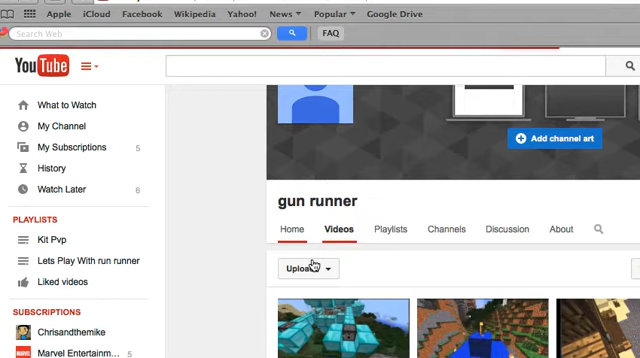 Apple iCloud Facebook Wikipedia Yahoo! News Popular Google Drive
Search Web FAQ
YouTube
What to Watch
My Channel
My Subscriptions 5
History
Watch Later 6
PLAYLISTS
Kit Pvp
Lets Play With run runner
Liked videos
SUBSCRIPTIONS
Chrisandthemike
Marvel Entertainm... 5
Add channel art
gun runner
Home Videos Playlists Channels Discussion About